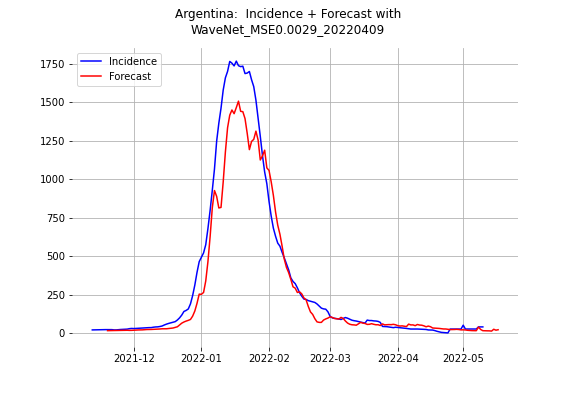 Argentina:  Incidence + Forecast with
WaveNet_MSE0.0029_20220409
Incidence
Forecast
1750
1500
1250
1000
750
500
250
0
2021-12 2022-01 2022-02 2022-03 2022-04 2022-05